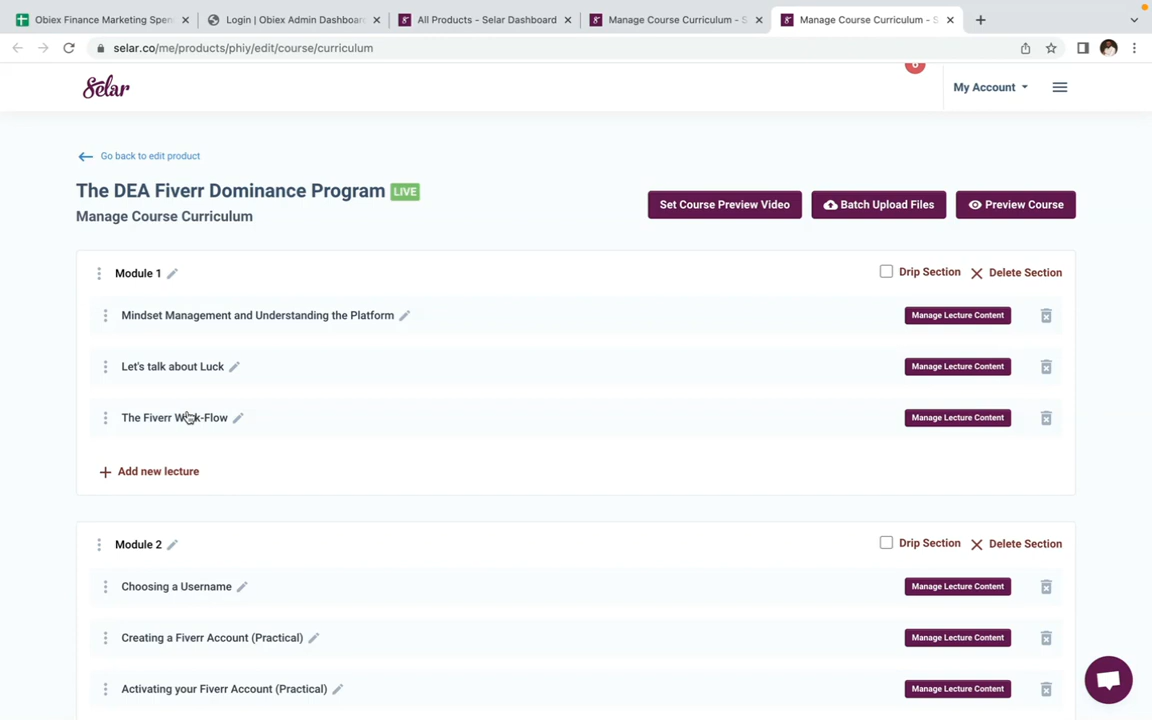 Obiex Finance Marketing Spen
Login | Obiex Admin Dashboar
All Products - Selar Dashboard
Manage Course Curriculum - S
Manage Course Curriculum - S
selar.co/me/products/phiy/edit/course/curriculum
Selar
My Account
Go back to edit product
The DEA Fiverr Dominance Program LIVE
Manage Course Curriculum
Set Course Preview Video
Batch Upload Files
Preview Course
Module 1
Drip Section
Delete Section
Mindset Management and Understanding the Platform
Manage Lecture Content
Let's talk about Luck
Manage Lecture Content
The Fiverr Work-Flow
Manage Lecture Content
Add new lecture
Module 2
Drip Section
Delete Section
Choosing a Username
Manage Lecture Content
Creating a Fiverr Account (Practical)
Manage Lecture Content
Activating your Fiverr Account (Practical)
Manage Lecture Content